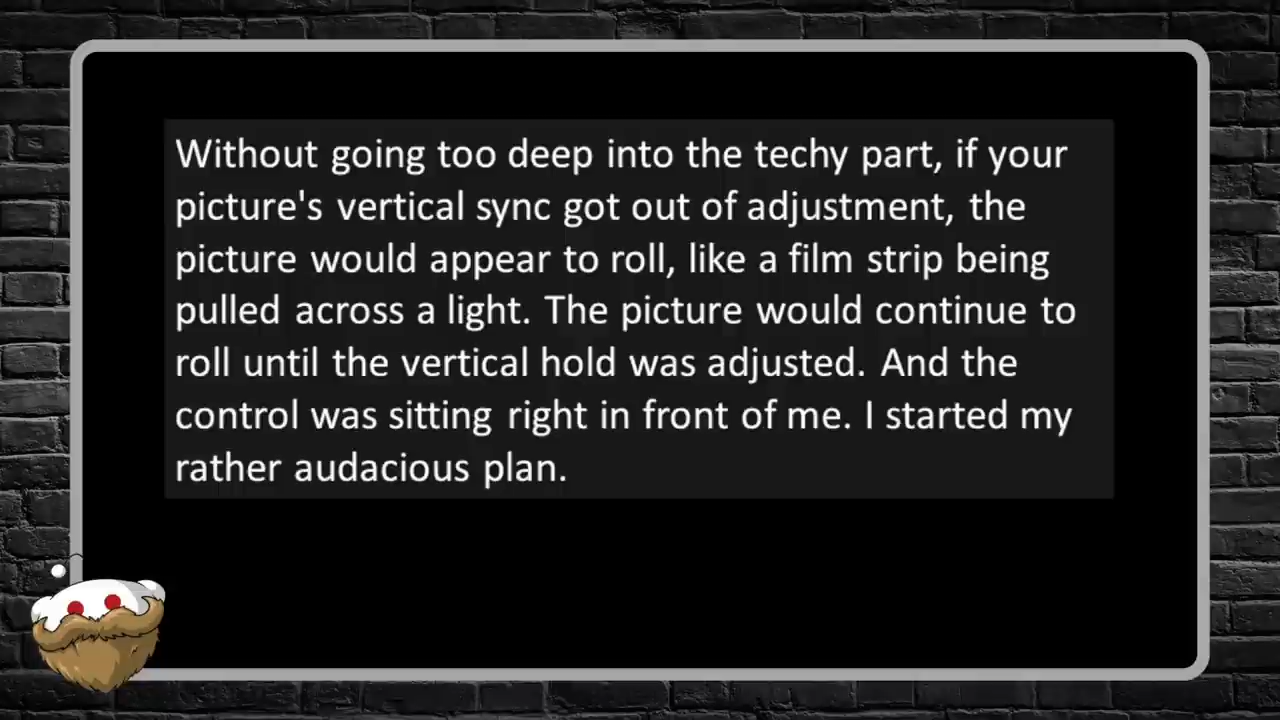 Without going too deep into the techy part, if your
picture's vertical sync got out of adjustment, the
picture would appear to roll, like a film strip being
pulled across a light. The picture would continue to
roll until the vertical hold was adjusted. And the
control was sitting right in front of me. I started my
rather audacious plan.